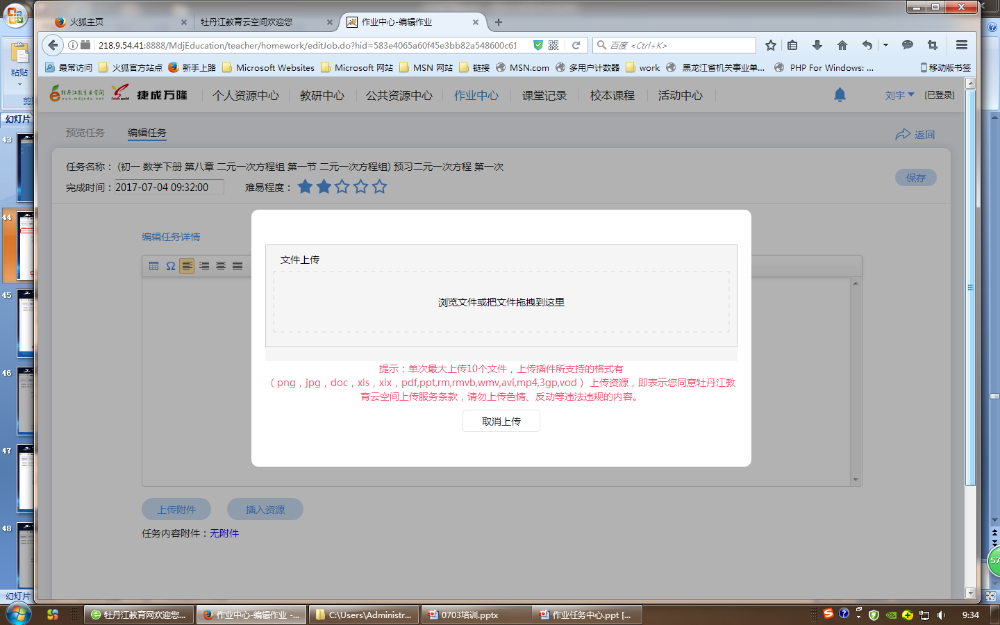 火狐主页
牡丹江教育云空间欢迎您
作业中心-编辑作业
218.9.54.41:8888/MdjEducation/teacher/homework/editJob.do?hid=583e4065a60f45e3bb82a548600c61
百度 <Ctrl+K>
最常访问 火狐官方站点 新手上路 Microsoft Websites Microsoft 网站 MSN 网站 链接 MSN.com 多用户计数器 work 黑龙江省机关事业单... PHP For Windows: ... 移动版书签
粘贴
幻灯片
43
44
45
46
47
48
幻灯片
牡丹江教育云空间
yun.mdjedu.net
Future world
捷成万隆
个人资源中心 教研中心 公共资源中心 作业中心 课堂记录 校本课程 活动中心
刘宇 [已登录]
预览任务 编辑任务
返回
任务名称： (初一 数学下册 第八章 二元一次方程组 第一节 二元一次方程组) 预习二元一次方程 第一次
完成时间：2017-07-04 09:32:00 难易程度：
保存
编辑任务详情
文件上传
浏览文件或把文件拖拽到这里
提示：单次最大上传10个文件，上传插件所支持的格式有
（png，jpg，doc，xls，xlx，pdf,ppt,rm,rmvb,wmv,avi,mp4,3gp,vod ）上传资源，即表示您同意牡丹江教
育云空间上传服务条款，请勿上传色情、反动等违法违规的内容。
取消上传
上传附件 插入资源
任务内容附件：无附件
57
牡丹江教育网欢迎您... 作业中心-编辑作业 -... C:\Users\Administr... 0703培训.pptx 作业任务中心.ppt [...
9:34